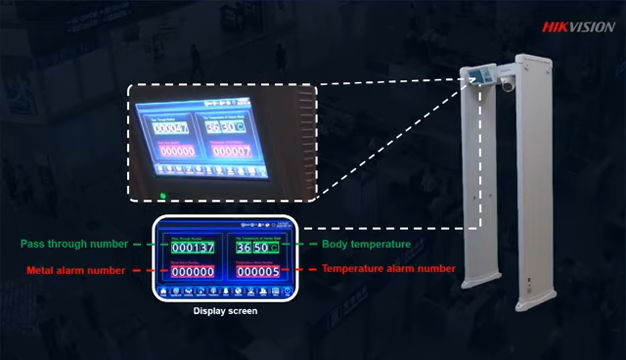 HIKVISION
000047
36 30 C
000000
000007
Pass through number
000137
36 50 C
Body temperature
Metal alarm number
000000
000005
Temperature alarm number
Display screen